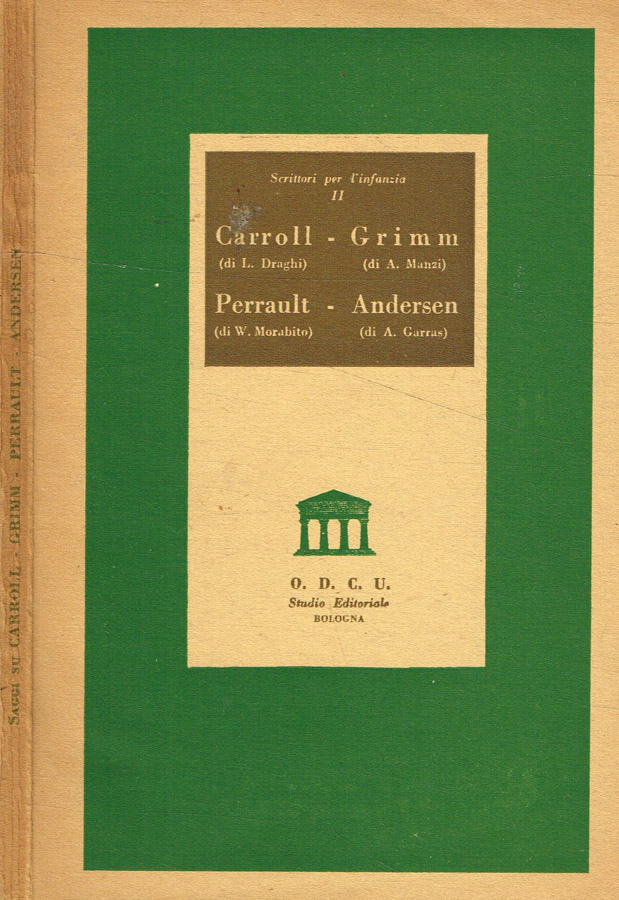 Scrittori per l'infanzia
II
Carroll - Grimm
(di L. Draghi) (di A. Manzi)
Perrault - Andersen
(di W. Morabito) (di A. Garras)
O. D. C. U.
Studio Editoriale
BOLOGNA
SAGGI SU CARROLL - GRIMM - PERRAULT - ANDERSEN